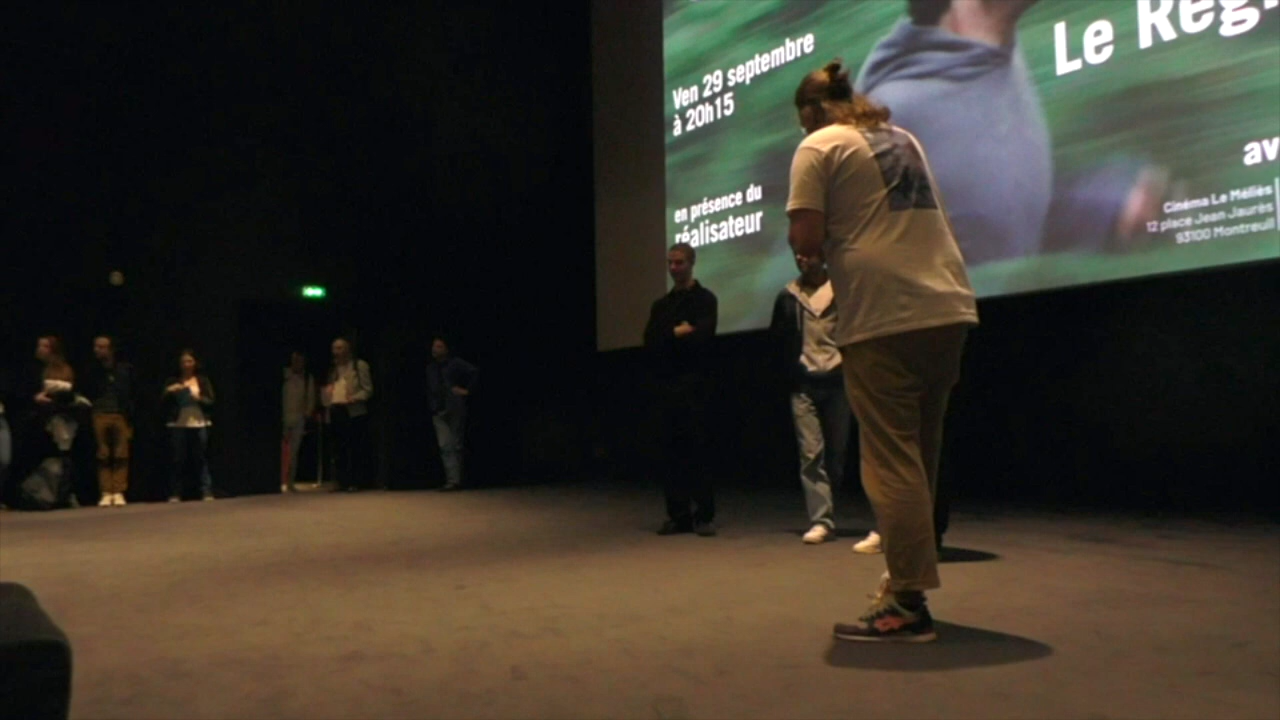 Le Reg
Ven 29 septembre
à 20h15
av
en présence du
réalisateur
Cinéma Le Méliès
12 place Jean Jaurès
93100 Montreuil